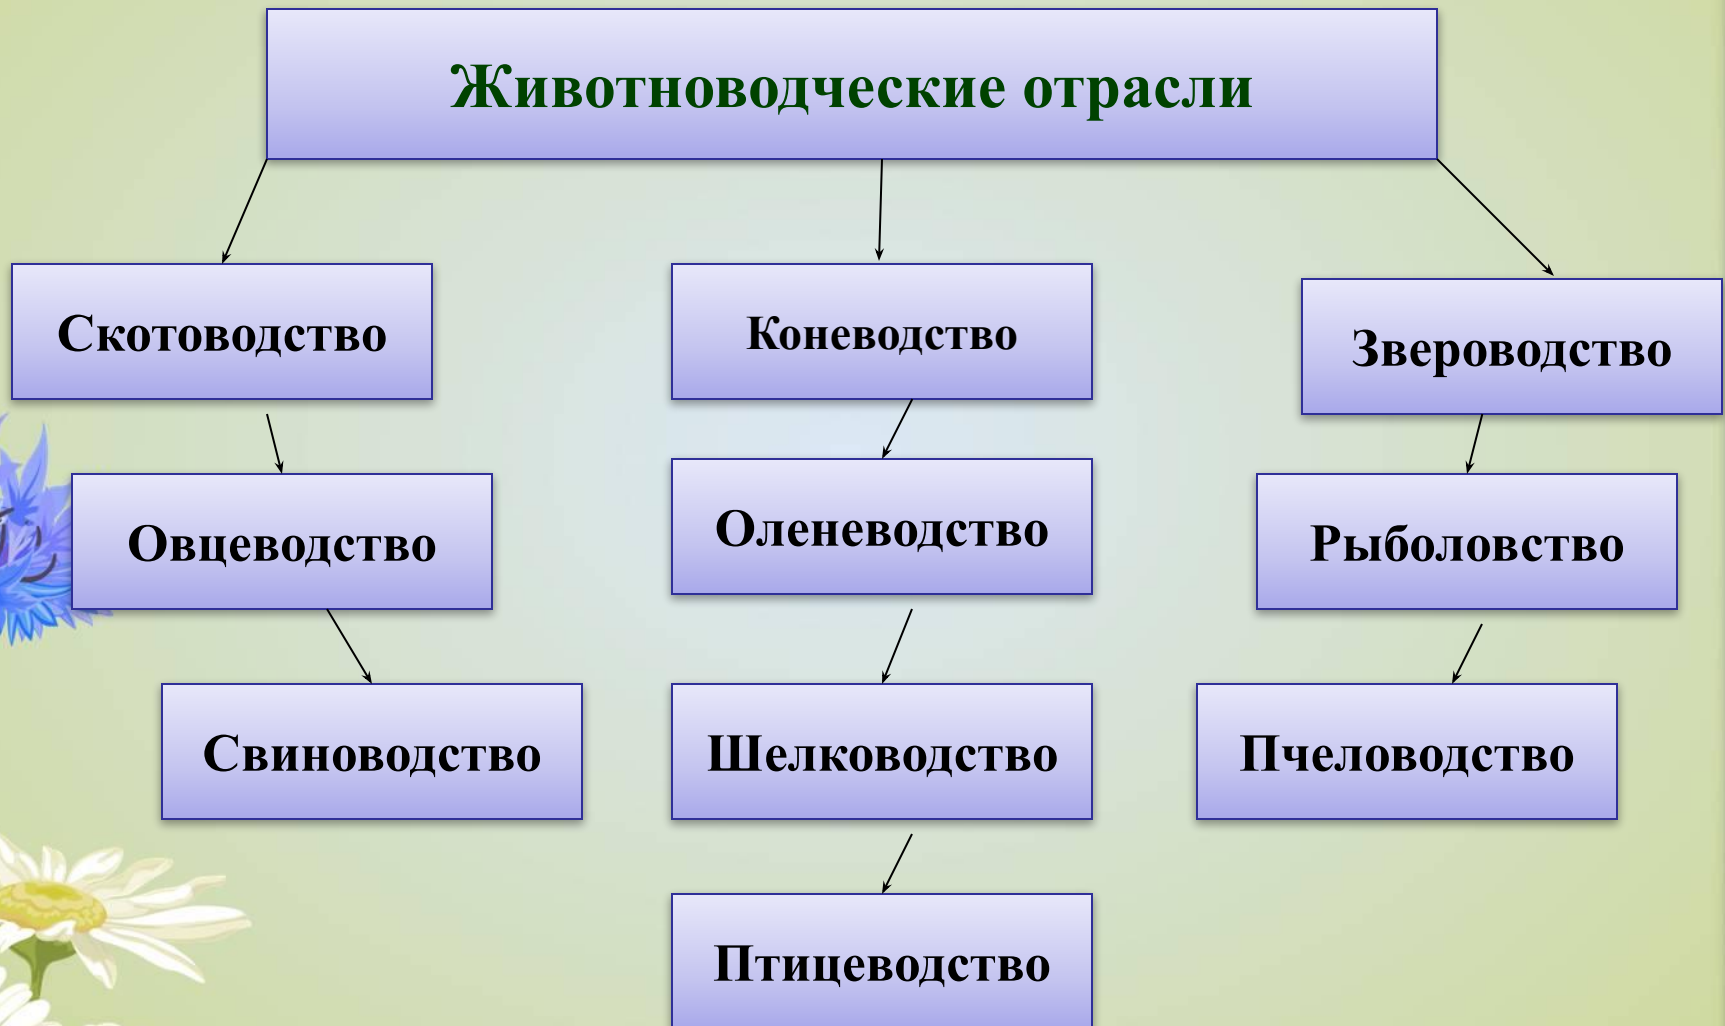 Животноводческие отрасли
Скотоводство
Коневодство
Звероводство
Овцеводство
Оленеводство
Рыболовство
Свиноводство
Шелководство
Пчеловодство
Птицеводство